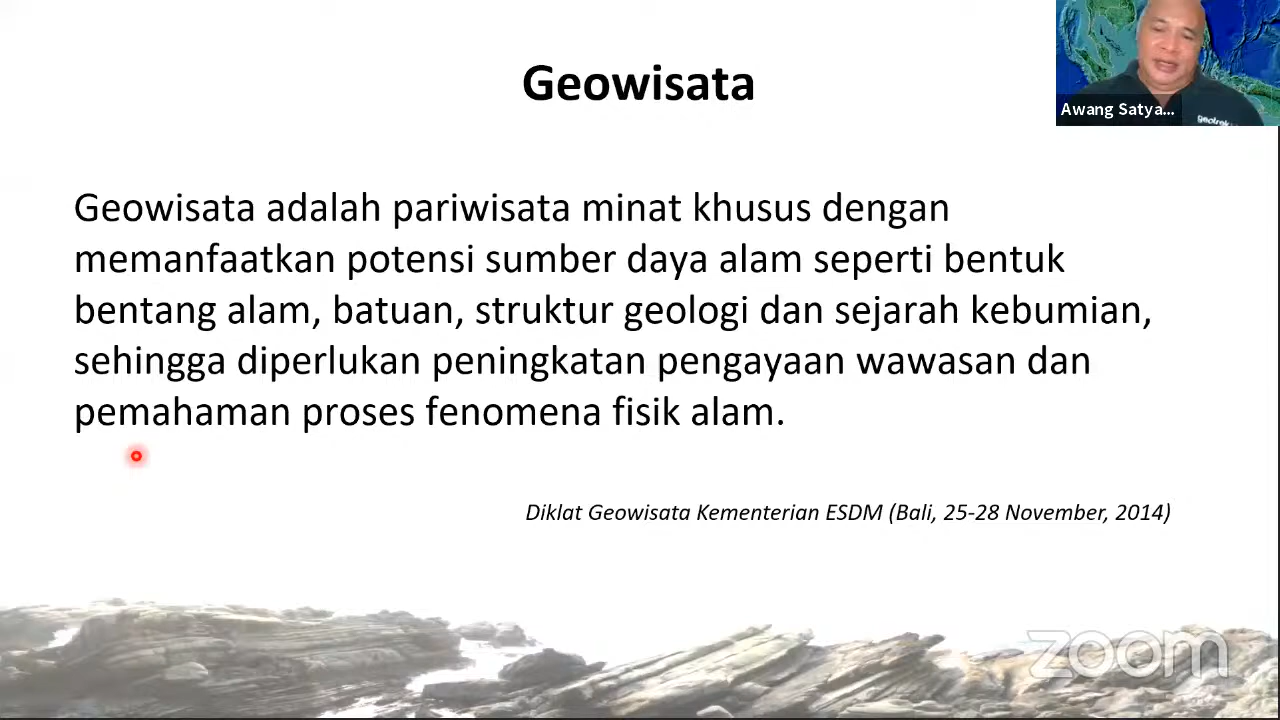 Geowisata
Awang Satya...
Geowisata adalah pariwisata minat khusus dengan
memanfaatkan potensi sumber daya alam seperti bentuk
bentang alam, batuan, struktur geologi dan sejarah kebumian,
sehingga diperlukan peningkatan pengayaan wawasan dan
pemahaman proses fenomena fisik alam.
Diklat Geowisata Kementerian ESDM (Bali, 25-28 November, 2014)
zoom